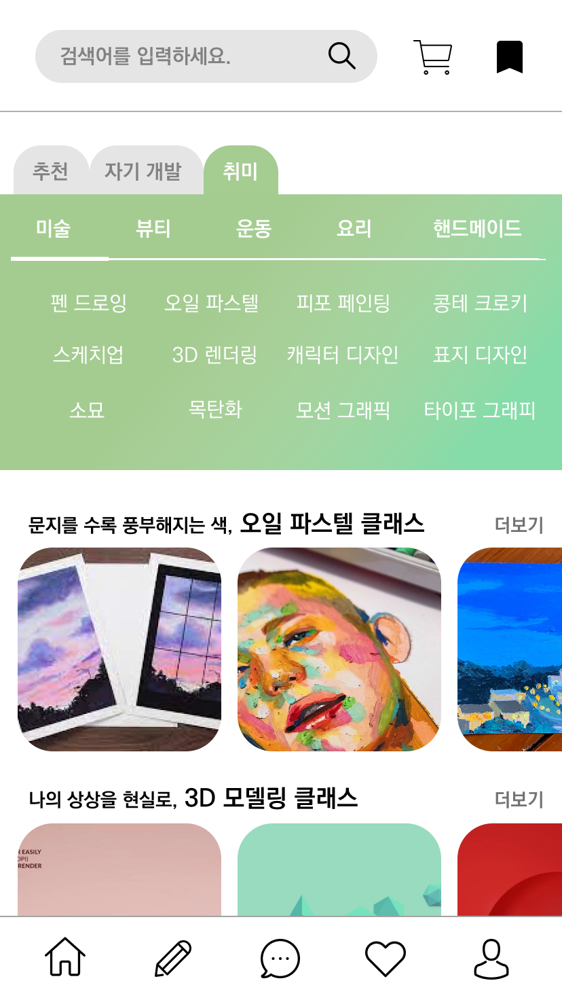 검색어를 입력하세요.
추천 자기 개발 취미
미술 뷰티 운동 요리 핸드메이드
펜 드로잉 오일 파스텔 피포 페인팅 콩테 크로키
스케치업 3D 렌더링 캐릭터 디자인 표지 디자인
소묘 목탄화 모션 그래픽 타이포 그래피
문지를 수록 풍부해지는 색, 오일 파스텔 클래스 더보기
나의 상상을 현실로, 3D 모델링 클래스 더보기
R EASILY
OPI)
RENDER